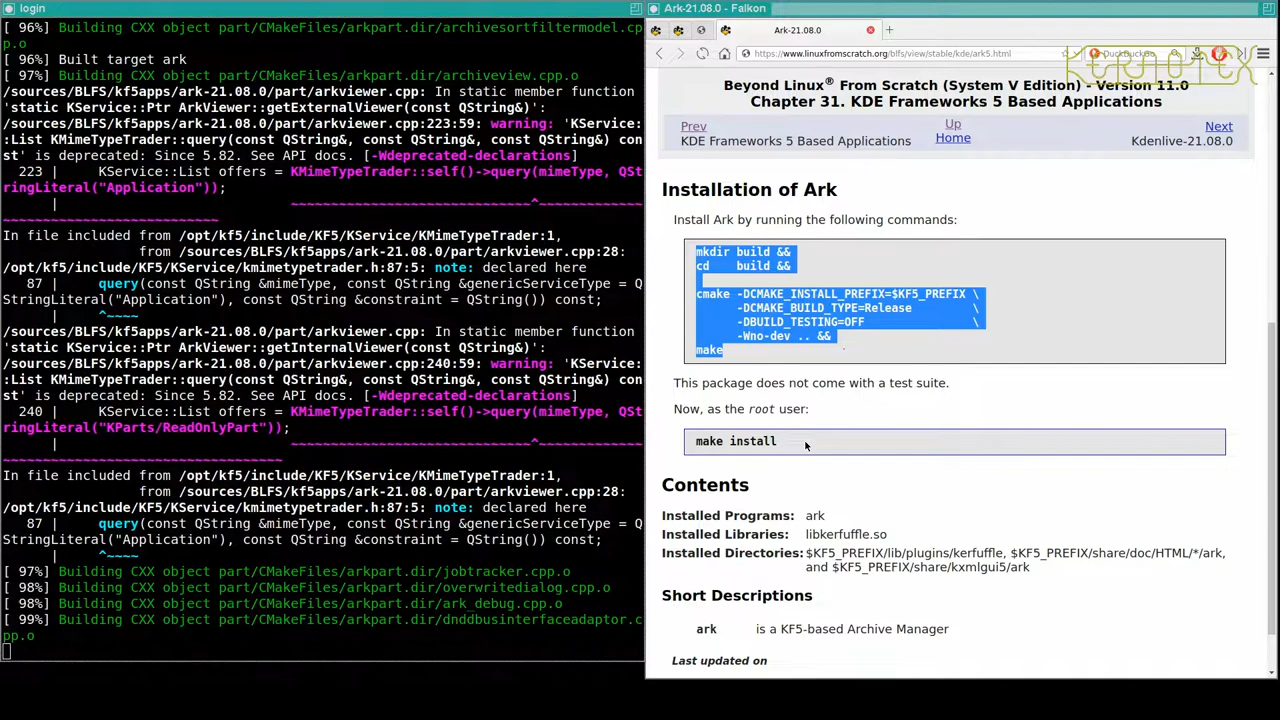 login
[ 96%] Building CXX object part/CMakeFiles/arkpart.dir/archivesortfiltermodel.cp
p.o
[ 96%] Built target ark
[ 97%] Building CXX object part/CMakeFiles/arkpart.dir/archiveview.cpp.o
/sources/BLFS/kf5apps/ark-21.08.0/part/arkviewer.cpp: In static member function
'static KService::Ptr ArkViewer::getExternalViewer(const QString&)':
/sources/BLFS/kf5apps/ark-21.08.0/part/arkviewer.cpp:223:59: warning: 'KService:
:List KMimeTypeTrader::query(const QString&, const QString&, const QString&) con
st' is deprecated: Since 5.82. See API docs. [-Wdeprecated-declarations]
223 |     KService::List offers = KMimeTypeTrader::self()->query(mimeType, QSt
ringLiteral("Application"));
|     ~~~~~~~~~~~~~~~~~~~~~~~~~~~~~~^~~~~~~~~~~~~~
~~~~~~~~~~~~~~~~~~~~~~~~~~~
In file included from /opt/kf5/include/KF5/KService/KMimeTypeTrader:1,
from /sources/BLFS/kf5apps/ark-21.08.0/part/arkviewer.cpp:28:
/opt/kf5/include/KF5/KService/kmimetypetrader.h:87:5: note: declared here
87 |     query(const QString &mimeType, const QString &genericServiceType = Q
StringLiteral("Application"), const QString &constraint = QString()) const;
|     ^~~~~
/sources/BLFS/kf5apps/ark-21.08.0/part/arkviewer.cpp: In static member function
'static KService::Ptr ArkViewer::getInternalViewer(const QString&)':
/sources/BLFS/kf5apps/ark-21.08.0/part/arkviewer.cpp:240:59: warning: 'KService:
:List KMimeTypeTrader::query(const QString&, const QString&, const QString&) con
st' is deprecated: Since 5.82. See API docs. [-Wdeprecated-declarations]
240 |     KService::List offers = KMimeTypeTrader::self()->query(mimeType, QSt
ringLiteral("KParts/ReadOnlyPart"));
|     ~~~~~~~~~~~~~~~~~~~~~~~~~~~~~~^~~~~~~~~~~~~~
~~~~~~~~~~~~~~~~~~~~~~~~~~~~~~~~~~~
In file included from /opt/kf5/include/KF5/KService/KMimeTypeTrader:1,
from /sources/BLFS/kf5apps/ark-21.08.0/part/arkviewer.cpp:28:
/opt/kf5/include/KF5/KService/kmimetypetrader.h:87:5: note: declared here
87 |     query(const QString &mimeType, const QString &genericServiceType = Q
StringLiteral("Application"), const QString &constraint = QString()) const;
|     ^~~~~
[ 97%] Building CXX object part/CMakeFiles/arkpart.dir/jobtracker.cpp.o
[ 98%] Building CXX object part/CMakeFiles/arkpart.dir/overwritedialog.cpp.o
[ 98%] Building CXX object part/CMakeFiles/arkpart.dir/ark_debug.cpp.o
[ 99%] Building CXX object part/CMakeFiles/arkpart.dir/dnddbusinterfaceadaptor.c
pp.o
Ark-21.08.0 - Falkon
Ark-21.08.0
https://www.linuxfromscratch.org/blfs/view/stable/kde/ark5.html
DuckDuckGo
KERNOTEX
Beyond Linux® From Scratch (System V Edition) - Version 11.0
Chapter 31. KDE Frameworks 5 Based Applications
Prev Up Next
KDE Frameworks 5 Based Applications Home Kdenlive-21.08.0
Installation of Ark
Install Ark by running the following commands:
mkdir build &&
cd    build &&
cmake -DCMAKE_INSTALL_PREFIX=$KF5_PREFIX \
-DCMAKE_BUILD_TYPE=Release \
-DBUILD_TESTING=OFF \
-Wno-dev .. &&
make
This package does not come with a test suite.
Now, as the root user:
make install
Contents
Installed Programs: ark
Installed Libraries: libkerfuffle.so
Installed Directories: $KF5_PREFIX/lib/plugins/kerfuffle, $KF5_PREFIX/share/doc/HTML/*/ark,
and $KF5_PREFIX/share/kxmlgui5/ark
Short Descriptions
ark is a KF5-based Archive Manager
Last updated on